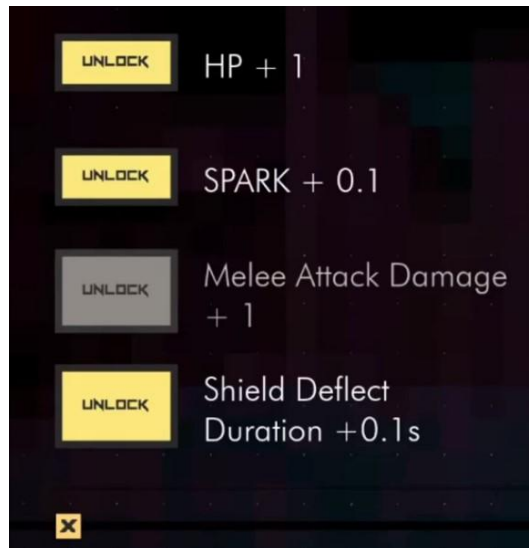 UNLOCK HP + 1
UNLOCK SPARK + 0.1
UNLOCK Melee Attack Damage
+ 1
UNLOCK Shield Deflect
Duration +0.1s
X